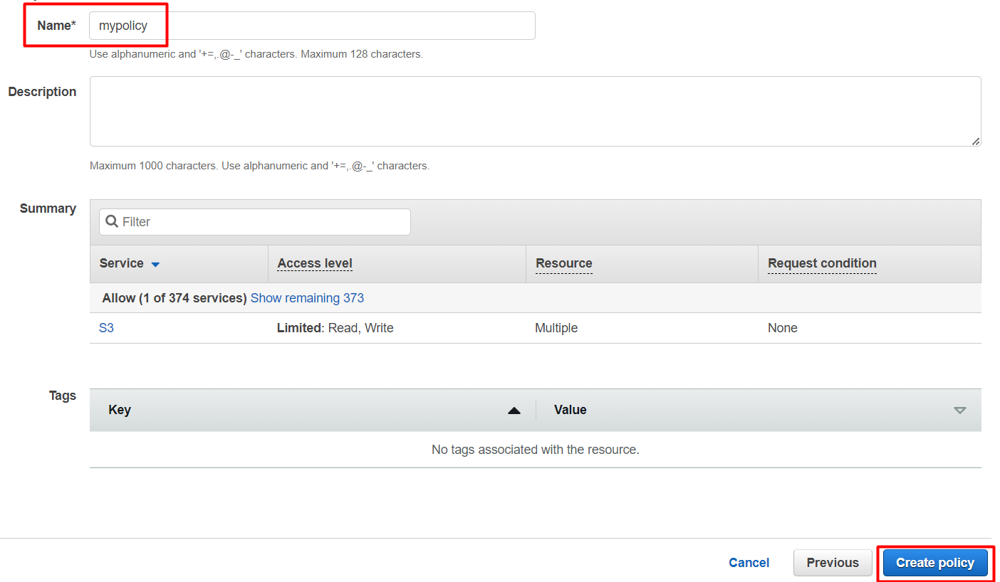 Name* mypolicy
Use alphanumeric and '+=,.@-_' characters. Maximum 128 characters.
Description
Maximum 1000 characters. Use alphanumeric and '+=,.@-_' characters.
Summary
Filter
Service Access level Resource Request condition
Allow (1 of 374 services) Show remaining 373
S3 Limited: Read, Write Multiple None
Tags
Key Value
No tags associated with the resource.
Cancel Previous Create policy